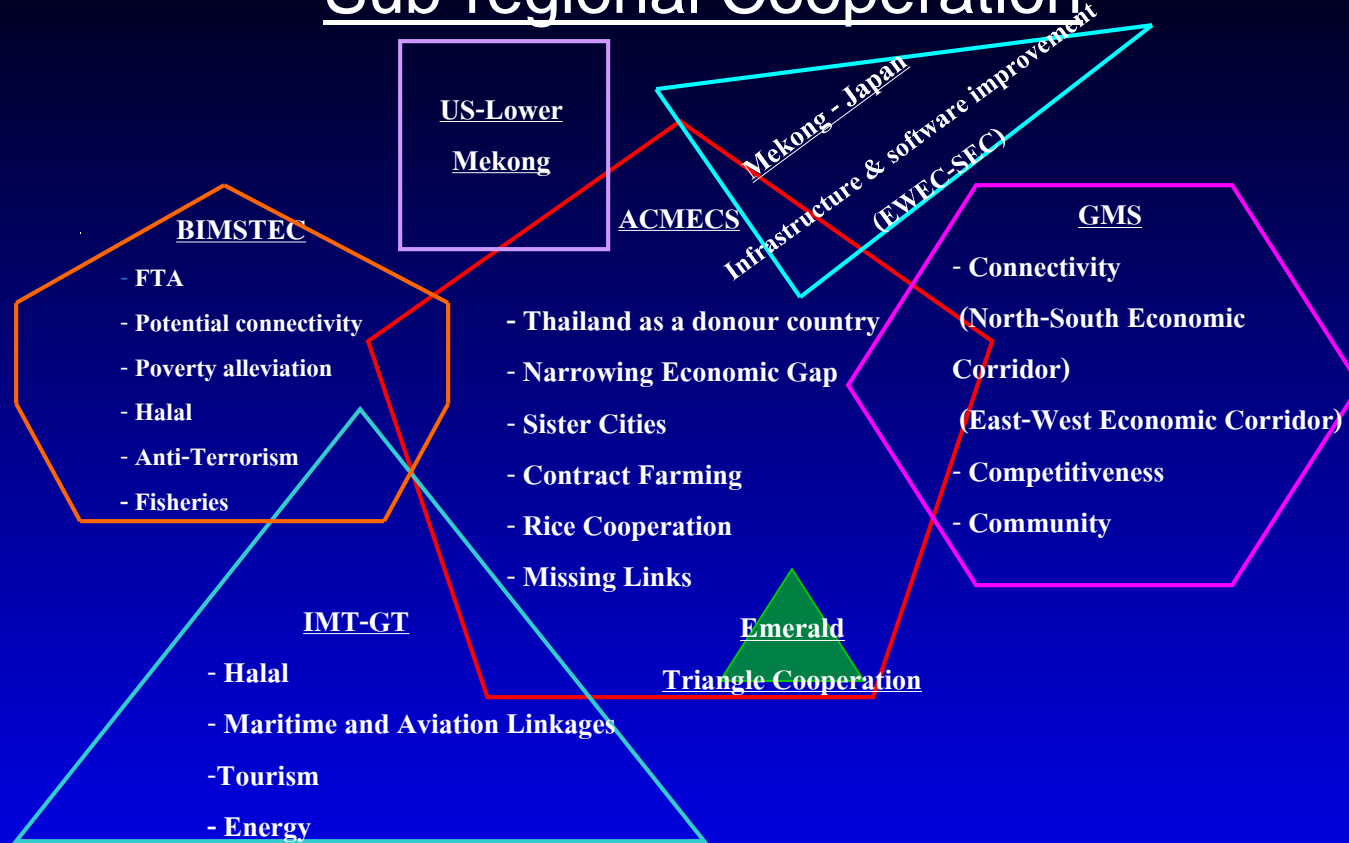 Sub-regional Cooperation
US-Lower
Mekong
Mekong - Japan
Infrastructure & software improvement
(EWEC-SEC)
BIMSTEC
- FTA
- Potential connectivity
- Poverty alleviation
- Halal
- Anti-Terrorism
- Fisheries
ACMECS
- Thailand as a donour country
- Narrowing Economic Gap
- Sister Cities
- Contract Farming
- Rice Cooperation
- Missing Links
GMS
- Connectivity
(North-South Economic
Corridor)
(East-West Economic Corridor)
- Competitiveness
- Community
IMT-GT
- Halal
- Maritime and Aviation Linkages
-Tourism
- Energy
Emerald
Triangle Cooperation